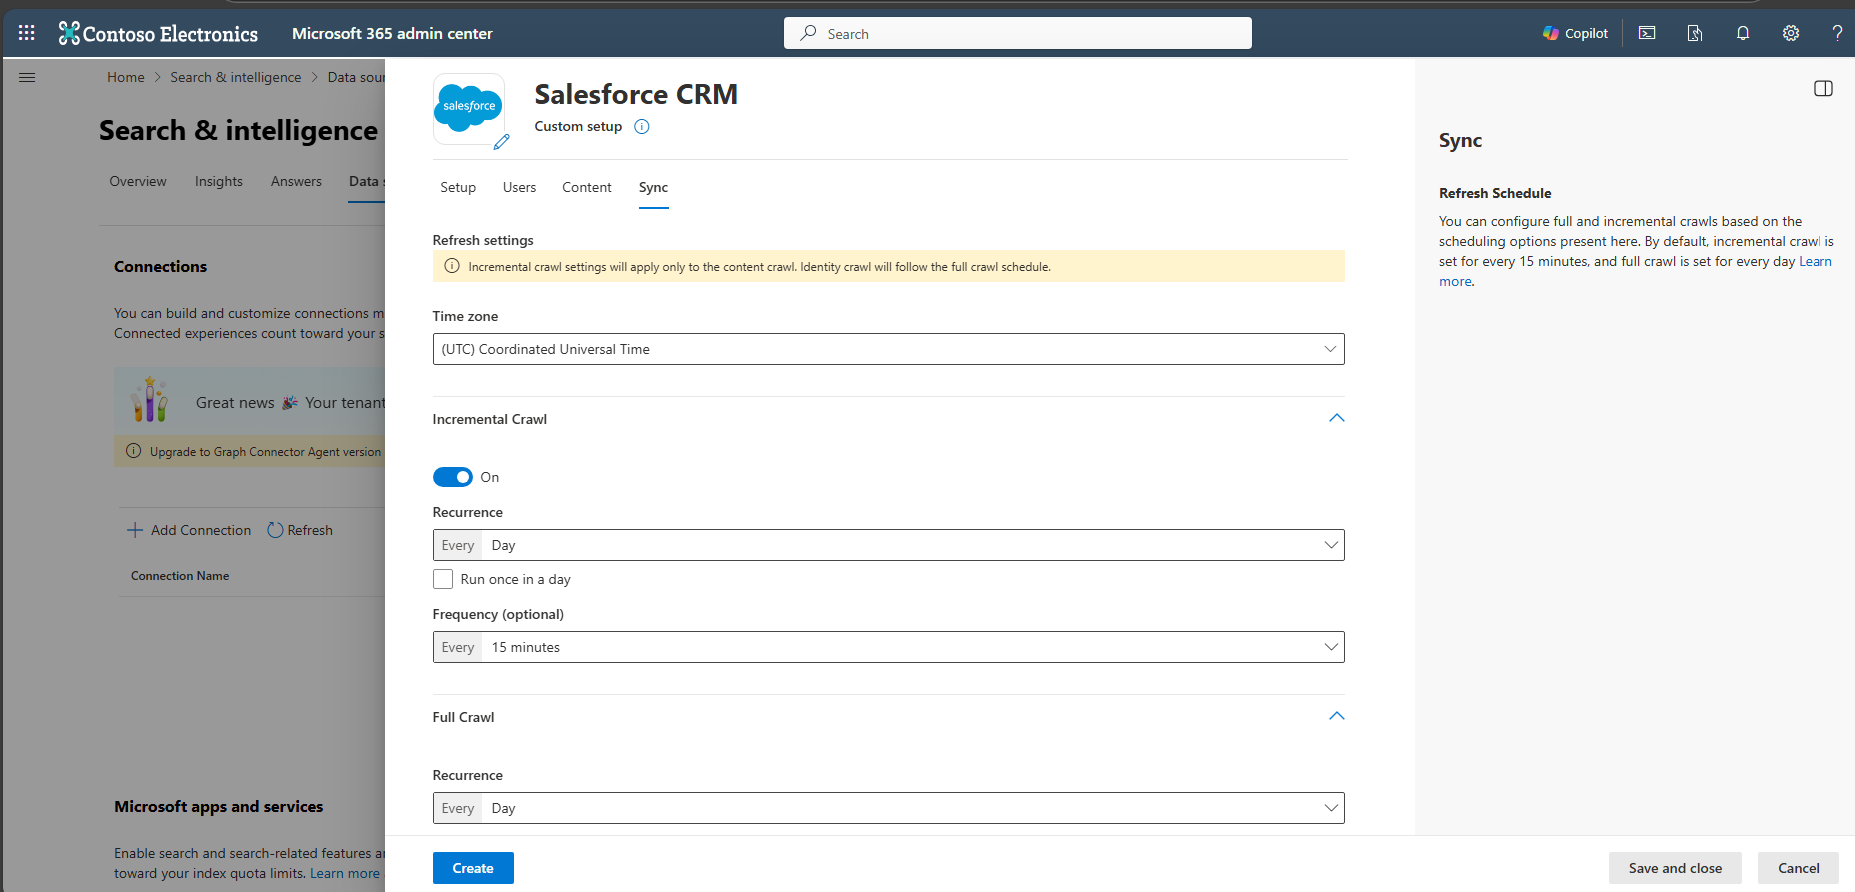 Contoso Electronics
Microsoft 365 admin center
Search
Copilot
Home > Search & intelligence > Data sour
Search & intelligence
Overview Insights Answers Data s
Connections
You can build and customize connections m
Connected experiences count toward your s
Great news 🎉 Your tenant
Upgrade to Graph Connector Agent version
Add Connection Refresh
Connection Name
Microsoft apps and services
Enable search and search-related features a
toward your index quota limits. Learn more
salesforce
Salesforce CRM
Custom setup
Setup Users Content Sync
Refresh settings
Incremental crawl settings will apply only to the content crawl. Identity crawl will follow the full crawl schedule.
Time zone
(UTC) Coordinated Universal Time
Incremental Crawl
On
Recurrence
Every Day
Run once in a day
Frequency (optional)
Every 15 minutes
Full Crawl
Recurrence
Every Day
Create
Save and close
Cancel
Sync
Refresh Schedule
You can configure full and incremental crawls based on the
scheduling options present here. By default, incremental crawl is
set for every 15 minutes, and full crawl is set for every day Learn
more.